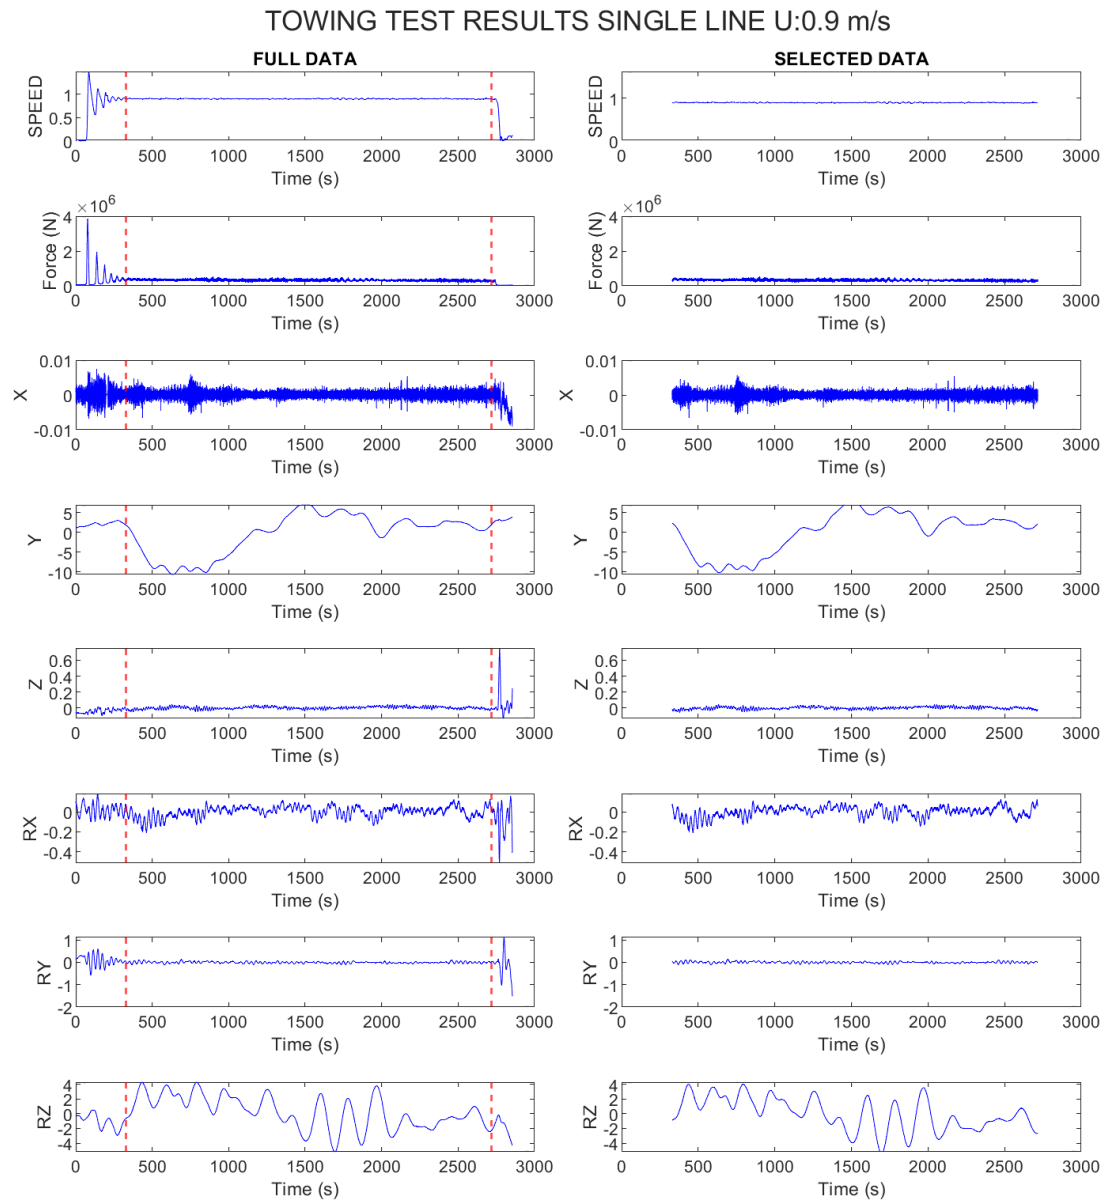 TOWING TEST RESULTS SINGLE LINE U:0.9 m/s
FULL DATA
SELECTED DATA
SPEED
1
0.5
0
0 500 1000 1500 2000 2500 3000
Time (s)
SPEED
1
0
0 500 1000 1500 2000 2500 3000
Time (s)
Force (N)
×10^6
4
2
0
0 500 1000 1500 2000 2500 3000
Time (s)
Force (N)
×10^6
4
2
0
0 500 1000 1500 2000 2500 3000
Time (s)
X
0.01
0
-0.01
0 500 1000 1500 2000 2500 3000
Time (s)
X
0.01
0
-0.01
0 500 1000 1500 2000 2500 3000
Time (s)
Y
5
0
-5
-10
0 500 1000 1500 2000 2500 3000
Time (s)
Y
5
0
-5
-10
0 500 1000 1500 2000 2500 3000
Time (s)
Z
0.6
0.4
0.2
0
0 500 1000 1500 2000 2500 3000
Time (s)
Z
0.6
0.4
0.2
0
0 500 1000 1500 2000 2500 3000
Time (s)
RX
0
-0.2
-0.4
0 500 1000 1500 2000 2500 3000
Time (s)
RX
0
-0.2
-0.4
0 500 1000 1500 2000 2500 3000
Time (s)
RY
1
0
-1
-2
0 500 1000 1500 2000 2500 3000
Time (s)
RY
1
0
-1
-2
0 500 1000 1500 2000 2500 3000
Time (s)
RZ
4
2
0
-2
-4
0 500 1000 1500 2000 2500 3000
Time (s)
RZ
4
2
0
-2
-4
0 500 1000 1500 2000 2500 3000
Time (s)